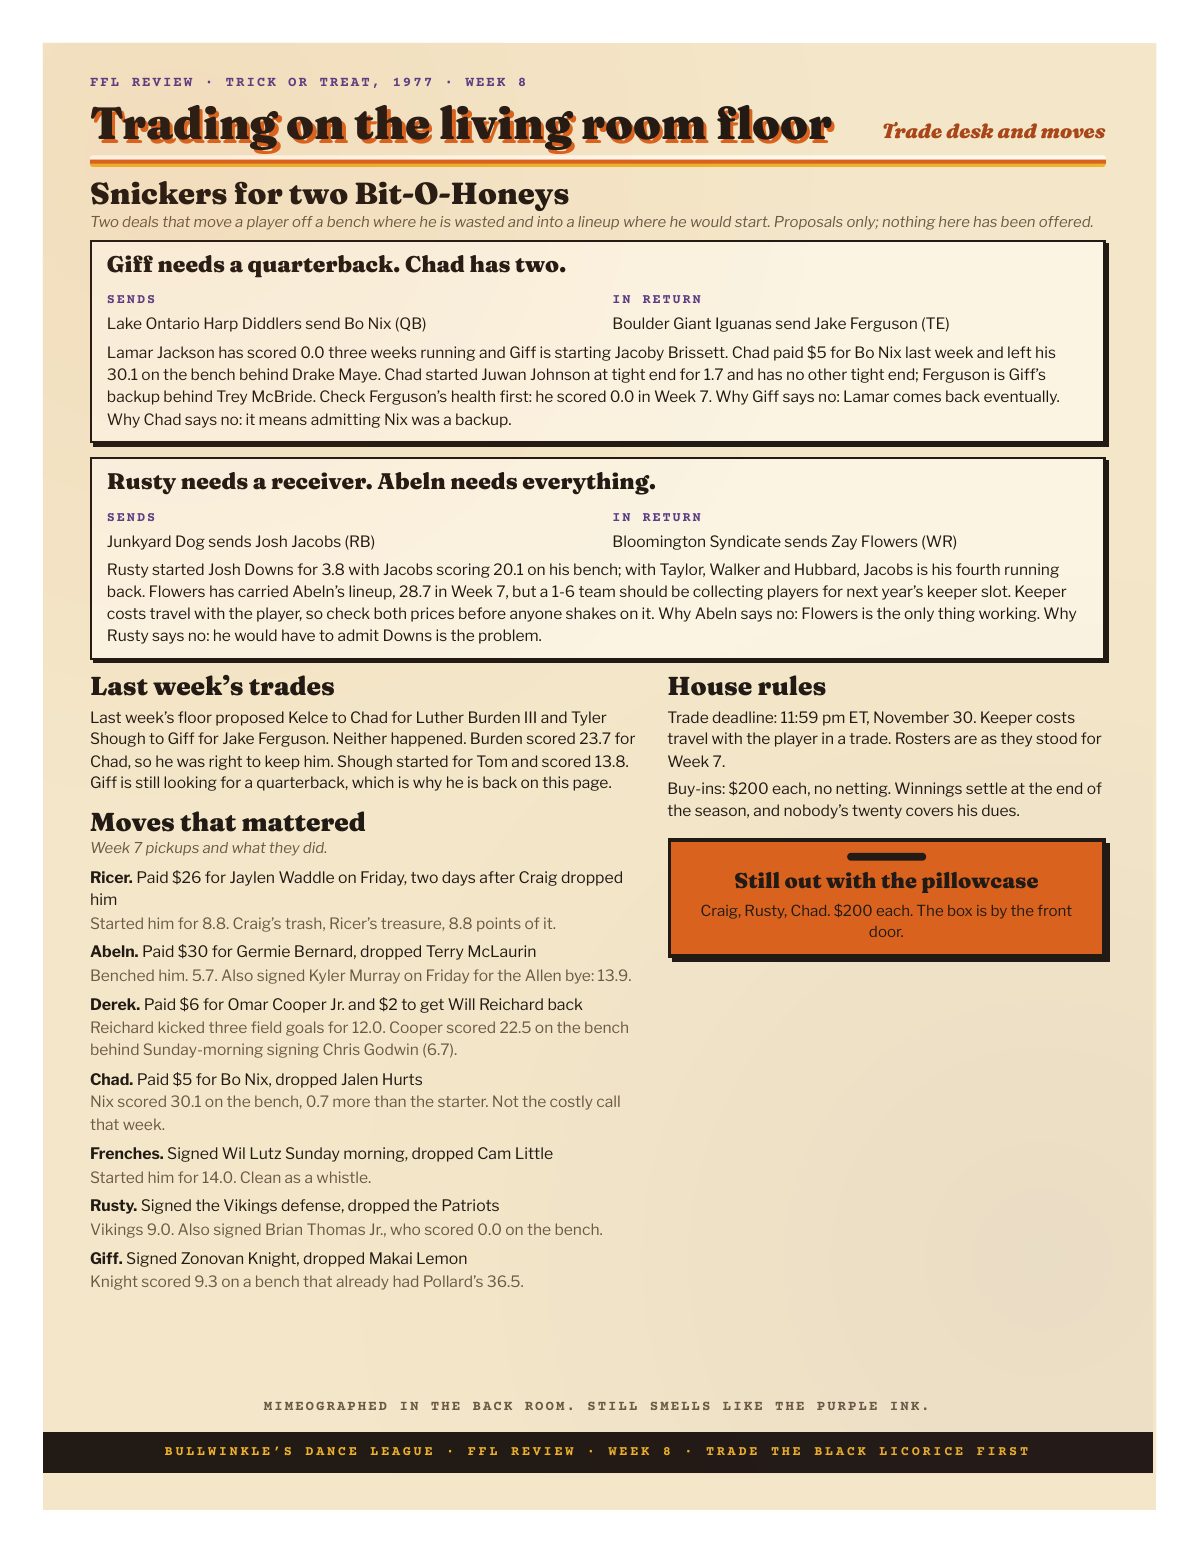 FFL REVIEW · TRICK OR TREAT, 1977 · WEEK 8
Trading on the living room floor
Trade desk and moves
Snickers for two Bit-O-Honeys
Two deals that move a player off a bench where he is wasted and into a lineup where he would start. Proposals only; nothing here has been offered.
Giff needs a quarterback. Chad has two.
SENDS
Lake Ontario Harp Diddlers send Bo Nix (QB)
IN RETURN
Boulder Giant Iguanas send Jake Ferguson (TE)
Lamar Jackson has scored 0.0 three weeks running and Giff is starting Jacoby Brissett. Chad paid $5 for Bo Nix last week and left his
30.1 on the bench behind Drake Maye. Chad started Juwan Johnson at tight end for 1.7 and has no other tight end; Ferguson is Giff’s
backup behind Trey McBride. Check Ferguson’s health first: he scored 0.0 in Week 7. Why Giff says no: Lamar comes back eventually.
Why Chad says no: it means admitting Nix was a backup.
Rusty needs a receiver. Abeln needs everything.
SENDS
Junkyard Dog sends Josh Jacobs (RB)
IN RETURN
Bloomington Syndicate sends Zay Flowers (WR)
Rusty started Josh Downs for 3.8 with Jacobs scoring 20.1 on his bench; with Taylor, Walker and Hubbard, Jacobs is his fourth running
back. Flowers has carried Abeln’s lineup, 28.7 in Week 7, but a 1-6 team should be collecting players for next year’s keeper slot. Keeper
costs travel with the player, so check both prices before anyone shakes on it. Why Abeln says no: Flowers is the only thing working. Why
Rusty says no: he would have to admit Downs is the problem.
Last week’s trades
Last week’s floor proposed Kelce to Chad for Luther Burden III and Tyler
Shough to Giff for Jake Ferguson. Neither happened. Burden scored 23.7 for
Chad, so he was right to keep him. Shough started for Tom and scored 13.8.
Giff is still looking for a quarterback, which is why he is back on this page.
Moves that mattered
Week 7 pickups and what they did.
Ricer. Paid $26 for Jaylen Waddle on Friday, two days after Craig dropped
him
Started him for 8.8. Craig’s trash, Ricer’s treasure, 8.8 points of it.
Abeln. Paid $30 for Germie Bernard, dropped Terry McLaurin
Benched him. 5.7. Also signed Kyler Murray on Friday for the Allen bye: 13.9.
Derek. Paid $6 for Omar Cooper Jr. and $2 to get Will Reichard back
Reichard kicked three field goals for 12.0. Cooper scored 22.5 on the bench
behind Sunday-morning signing Chris Godwin (6.7).
Chad. Paid $5 for Bo Nix, dropped Jalen Hurts
Nix scored 30.1 on the bench, 0.7 more than the starter. Not the costly call
that week.
Frenches. Signed Wil Lutz Sunday morning, dropped Cam Little
Started him for 14.0. Clean as a whistle.
Rusty. Signed the Vikings defense, dropped the Patriots
Vikings 9.0. Also signed Brian Thomas Jr., who scored 0.0 on the bench.
Giff. Signed Zonovan Knight, dropped Makai Lemon
Knight scored 9.3 on a bench that already had Pollard’s 36.5.
House rules
Trade deadline: 11:59 pm ET, November 30. Keeper costs
travel with the player in a trade. Rosters are as they stood for
Week 7.
Buy-ins: $200 each, no netting. Winnings settle at the end of
the season, and nobody’s twenty covers his dues.
Still out with the pillowcase
Craig, Rusty, Chad. $200 each. The box is by the front
door.
MIMEOGRAPHED IN THE BACK ROOM. STILL SMELLS LIKE THE PURPLE INK.
BULLWINKLE’S DANCE LEAGUE · FFL REVIEW · WEEK 8 · TRADE THE BLACK LICORICE FIRST